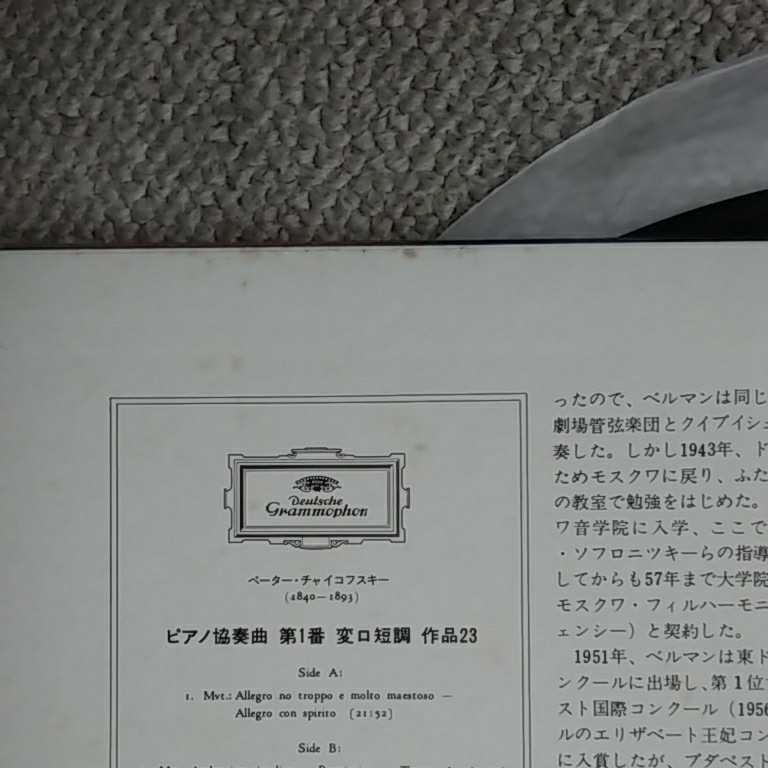 Deutsche
Grammophon
ペーター・チャイコフスキー
(1840—1893)
ピアノ協奏曲 第1番 変ロ短調 作品23
Side A:
1. Mvt.: Allegro no troppo e molto maestoso —
Allegro con spirito (21:52)
Side B:
ったので、ベルマンは同じ
劇場管弦楽団とクイブイシェ
奏した。しかし1943年、ド
ためモスクワに戻り、ふた
の教室で勉強をはじめた。
ワ音学院に入学、ここで
・ソフロニツキーらの指導
してからも57年まで大学院
モスクワ・フィルハーモニ
ェンシー）と契約した。
1951年、ベルマンは東ド
ンクールに出場し、第1位
スト国際コンクール（1956
ルのエリザベート王妃コン
に入賞したが、ブダペスト